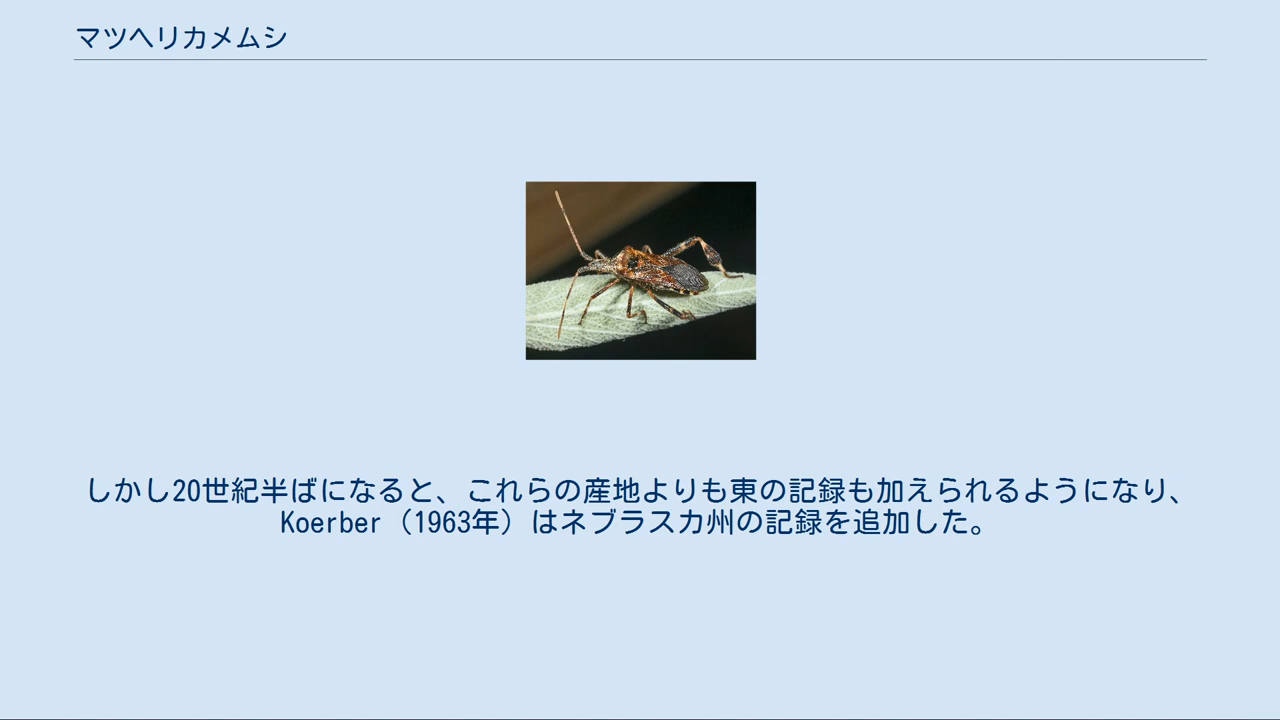 マツヘリカメムシ
しかし20世紀半ばになると、これらの産地よりも東の記録も加えられるようになり、
Koerber（1963年）はネブラスカ州の記録を追加した。